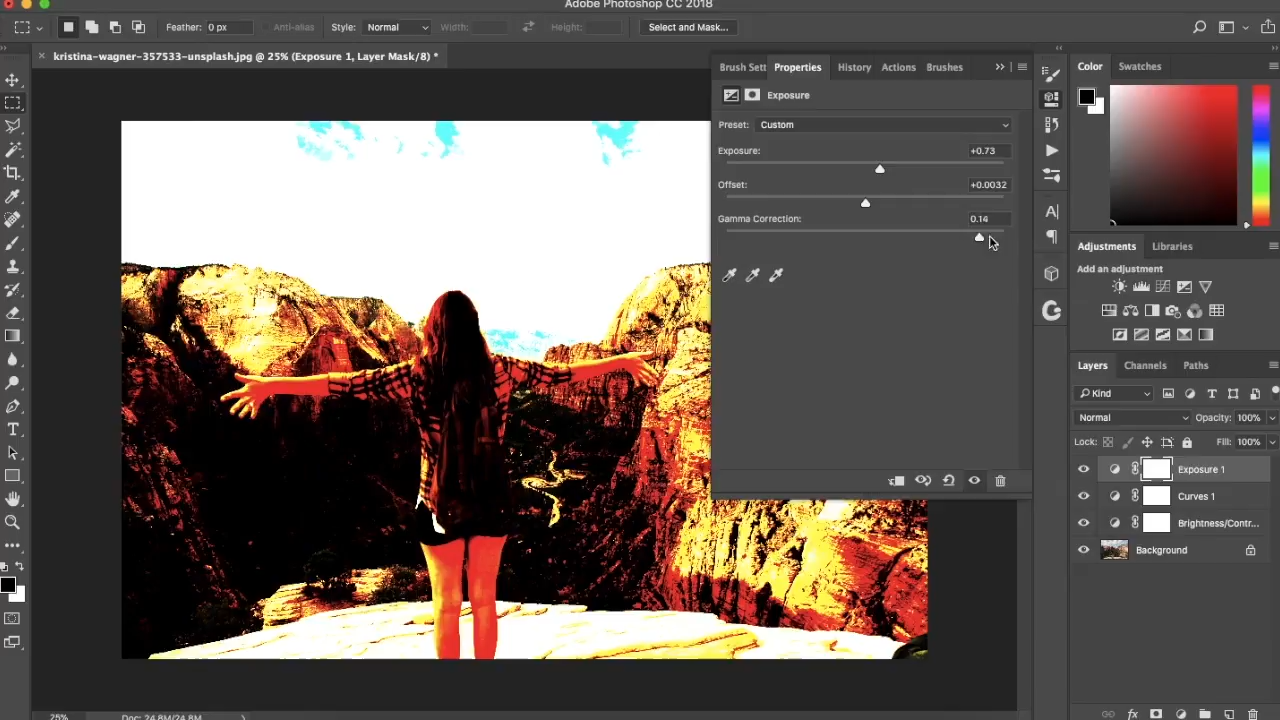 Adobe Photoshop CC 2018
Feather: 0 px Anti-alias Style: Normal Width: Height: Select and Mask...
kristina-wagner-357533-unsplash.jpg @ 25% (Exposure 1, Layer Mask/8) *
Brush Sett Properties History Actions Brushes
Exposure
Preset: Custom
Exposure: +0.73
Offset: +0.0032
Gamma Correction: 0.14
Color Swatches
Adjustments Libraries
Add an adjustment
Layers Channels Paths
Kind
Normal Opacity: 100%
Lock: Fill: 100%
Exposure 1
Curves 1
Brightness/Contr...
Background
25% Doc: 24.8M/24.8M